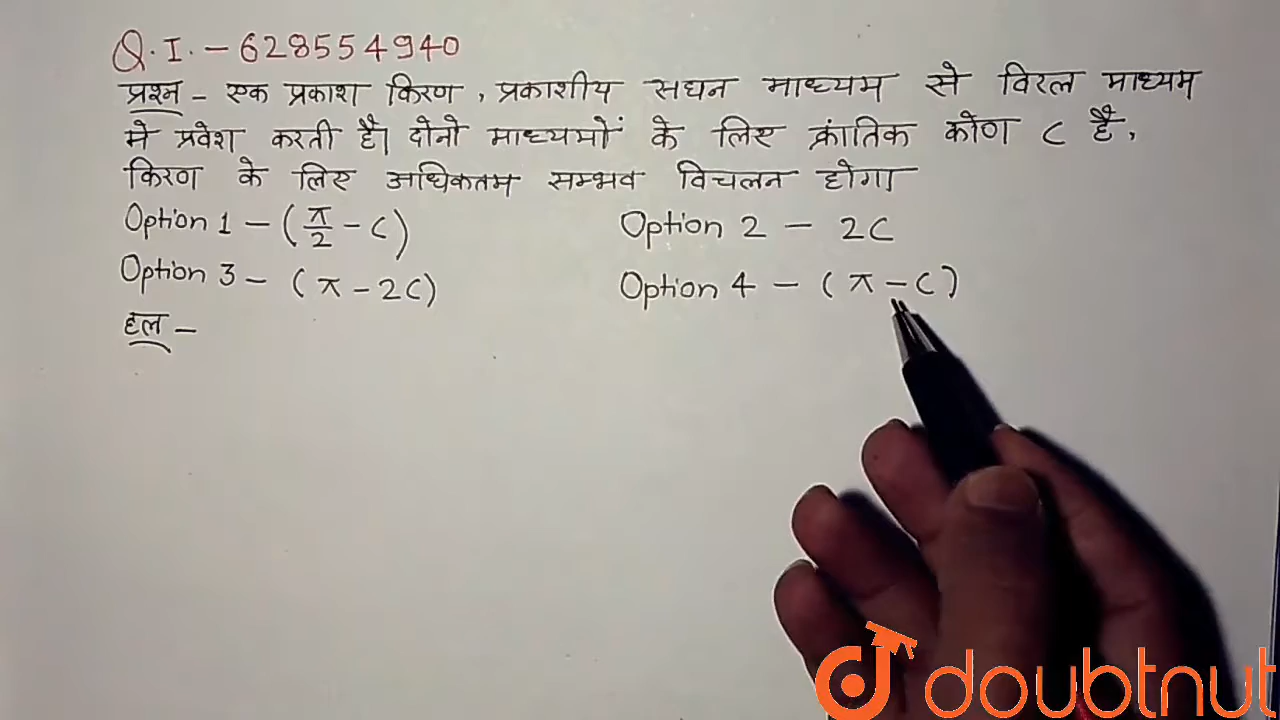 Q.I. - 628554940
प्रश्न - एक प्रकाश किरण, प्रकाशीय सघन माध्यम से विरल माध्यम
मे प्रवेश करती है। दोनो माध्यमों के लिए क्रांतिक कोण C है,
किरण के लिए अधिकतम सम्भव विचलन होगा
Option 1 - (π/2 - C) Option 2 - 2C
Option 3 - (π - 2C) Option 4 - (π - C)
हल -
doubtnut